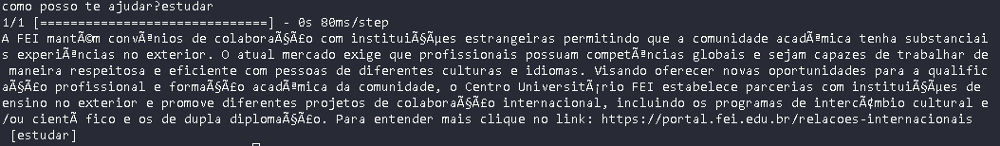 como posso te ajudar?estudar
1/1 [==============================] - 0s 80ms/step
A FEI mantÃ©m convÃªnios de colaboraÃ§Ã£o com instituiÃ§Ãµes estrangeiras permitindo que a comunidade acadÃªmica tenha substanciai
s experiÃªncias no exterior. O atual mercado exige que profissionais possuam competÃªncias globais e sejam capazes de trabalhar de
 maneira respeitosa e eficiente com pessoas de diferentes culturas e idiomas. Visando oferecer novas oportunidades para a qualific
aÃ§Ã£o profissional e formaÃ§Ã£o acadÃªmica da comunidade, o Centro UniversitÃ¡rio FEI estabelece parcerias com instituiÃ§Ãµes de
ensino no exterior e promove diferentes projetos de colaboraÃ§Ã£o internacional, incluindo os programas de intercÃ¢mbio cultural e
/ou cientÃ­fico e os de dupla diplomaÃ§Ã£o. Para entender mais clique no link: https://portal.fei.edu.br/relacoes-internacionais
 [estudar]